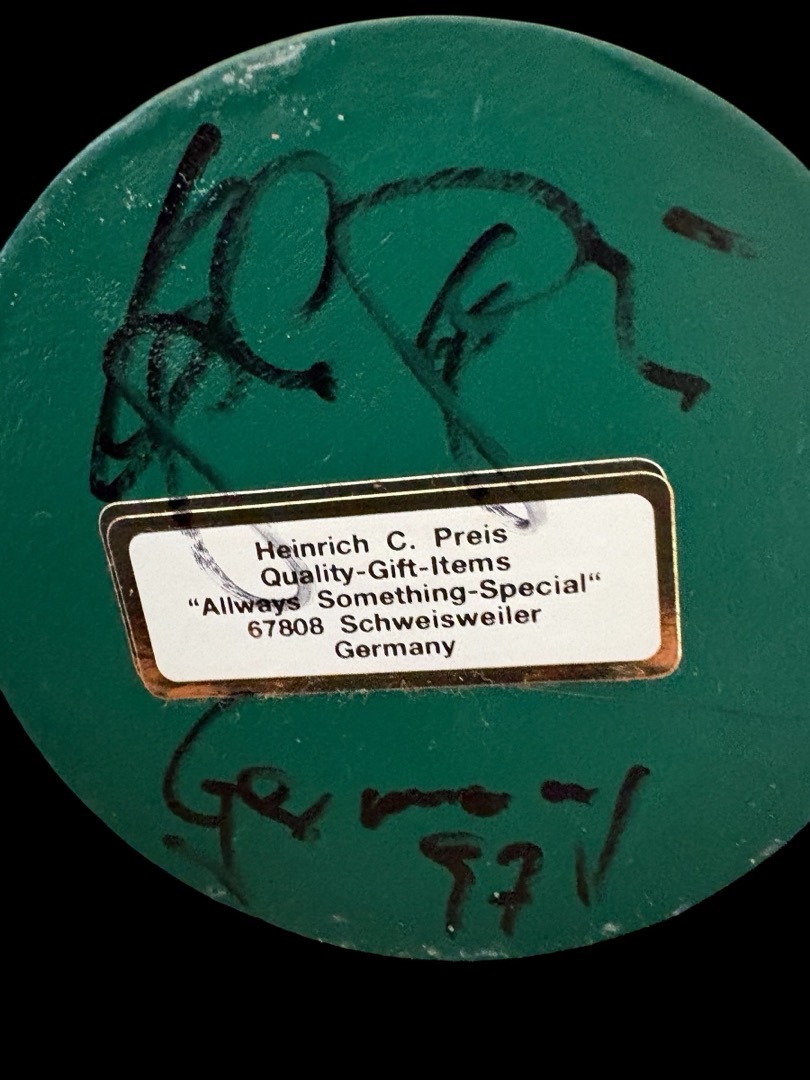 Heinrich C. Preis
Quality-Gift-Items
“Allways Something-Special“
67808 Schweisweiler
Germany
Germany
97